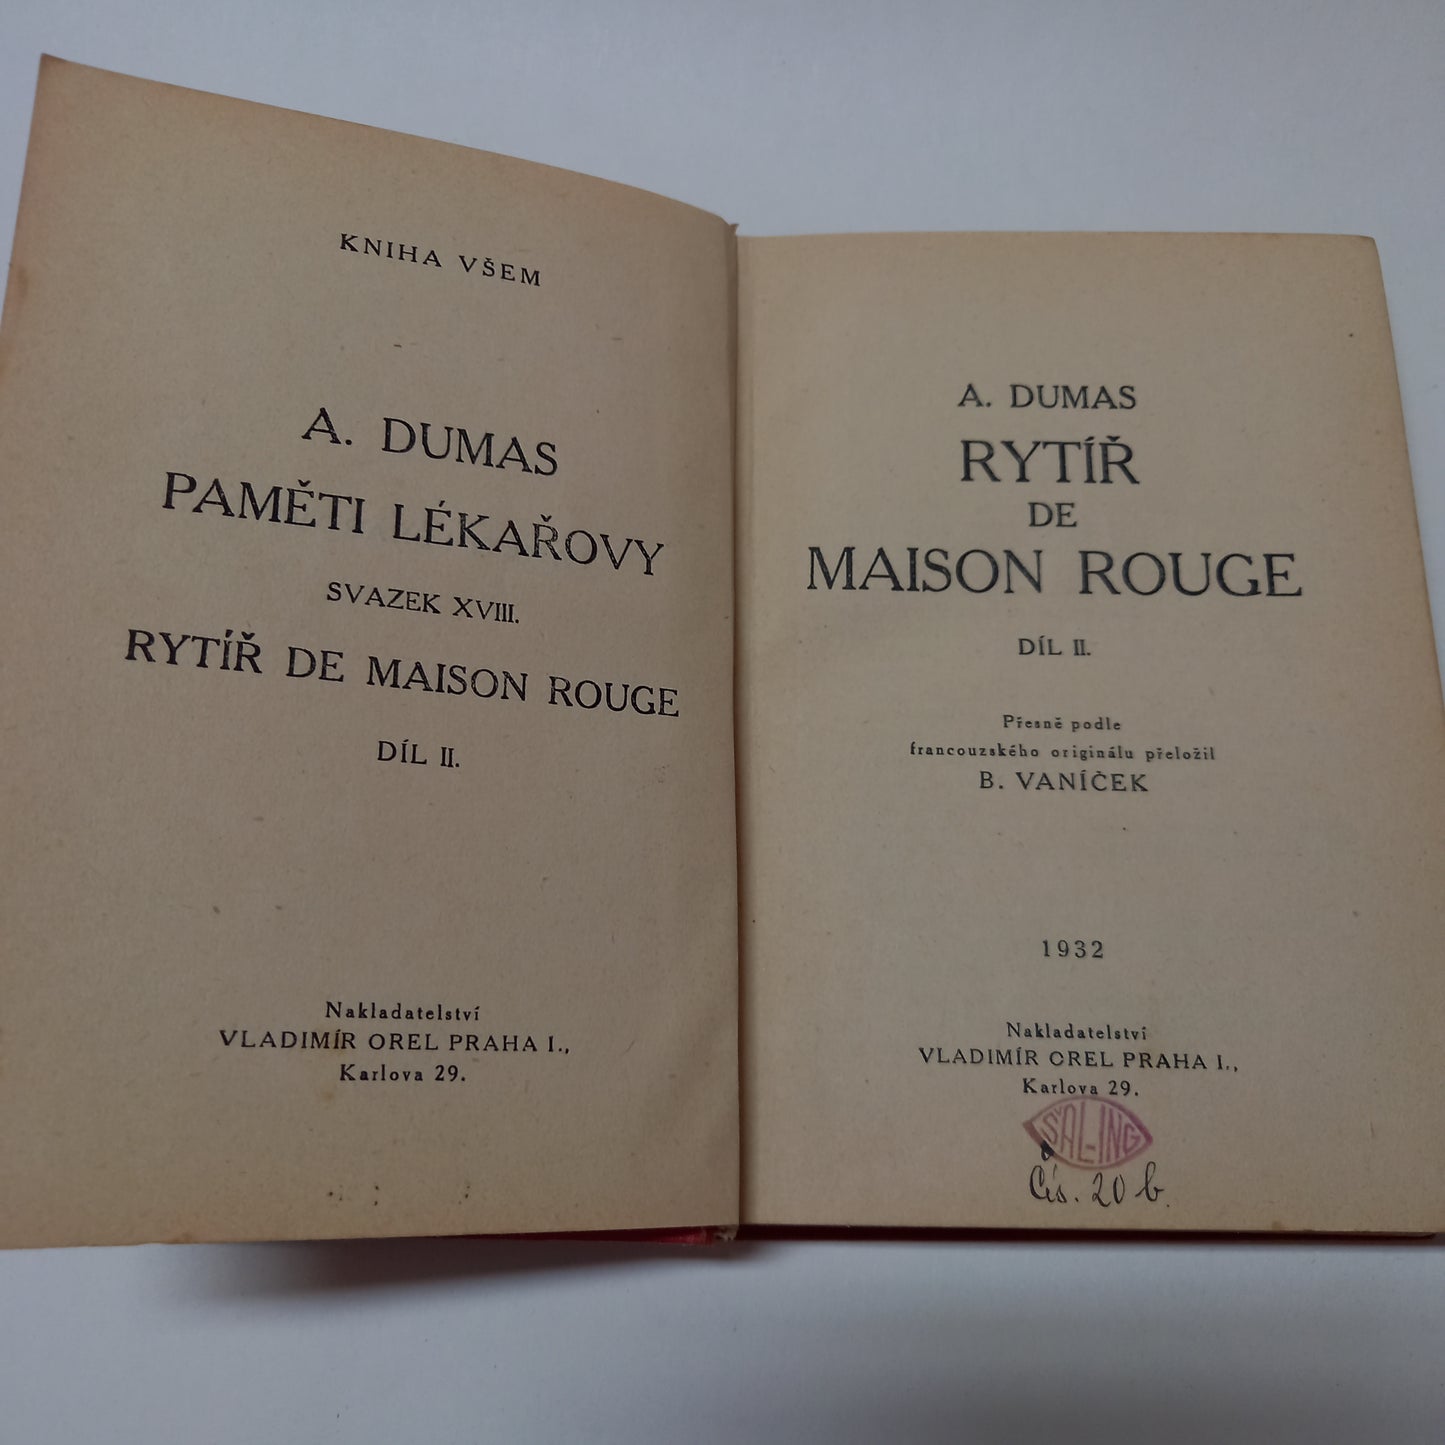 KNIHA VŠEM
A. DUMAS
PAMĚTI LÉKAŘOVY
SVAZEK XVIII.
RYTÍŘ DE MAISON ROUGE
DÍL II.
Nakladatelství
VLADIMÍR OREL PRAHA I.,
Karlova 29.
A. DUMAS
RYTÍŘ
DE
MAISON ROUGE
DÍL II.
Přesně podle
francouzského originálu přeložil
B. VANÍČEK
1932
Nakladatelství
VLADIMÍR OREL PRAHA I.,
Karlova 29.
ŠAL-ING
Čís. 20 b.